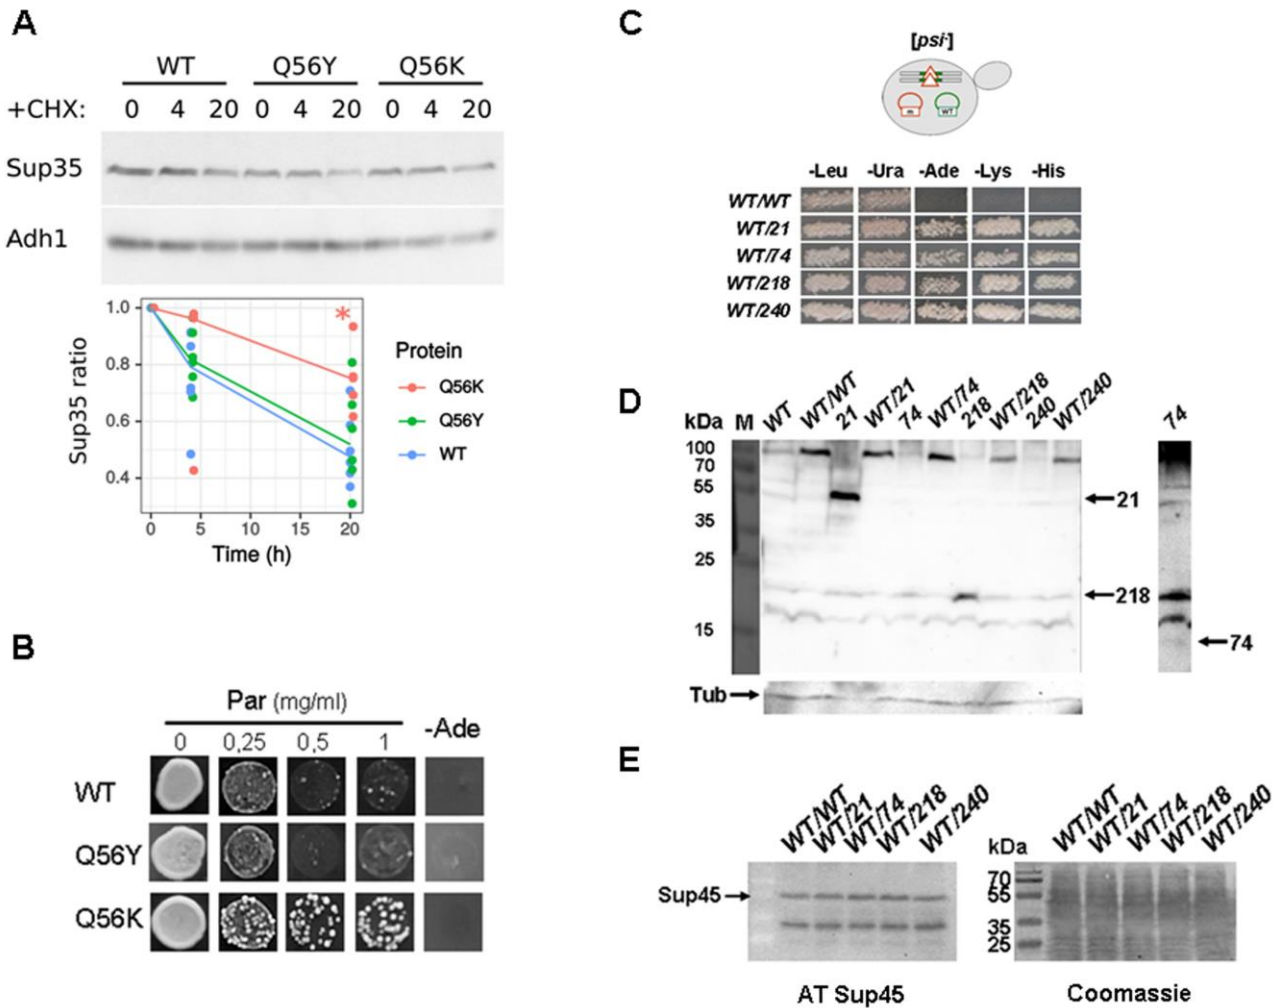 A
WT Q56Y Q56K
+CHX: 0 4 20 0 4 20 0 4 20
Sup35
Adh1
1.0
0.8
0.6
0.4
Sup35 ratio
*
0 5 10 15 20
Time (h)
Protein
Q56K
Q56Y
WT
B
Par (mg/ml)
0 0,25 0,5 1 -Ade
WT
Q56Y
Q56K
C
[psi-]
m WT
-Leu -Ura -Ade -Lys -His
WT/WT
WT/21
WT/74
WT/218
WT/240
D
kDa M WT WT/WT 21 WT/21 74 WT/74 218 WT/218 240 WT/240 74
100
70
55
35
25
15
21
218
74
Tub
E
WT/WT WT/21 WT/74 WT/218 WT/240
Sup45
AT Sup45
WT/WT WT/21 WT/74 WT/218 WT/240
kDa
70
55
35
25
Coomassie